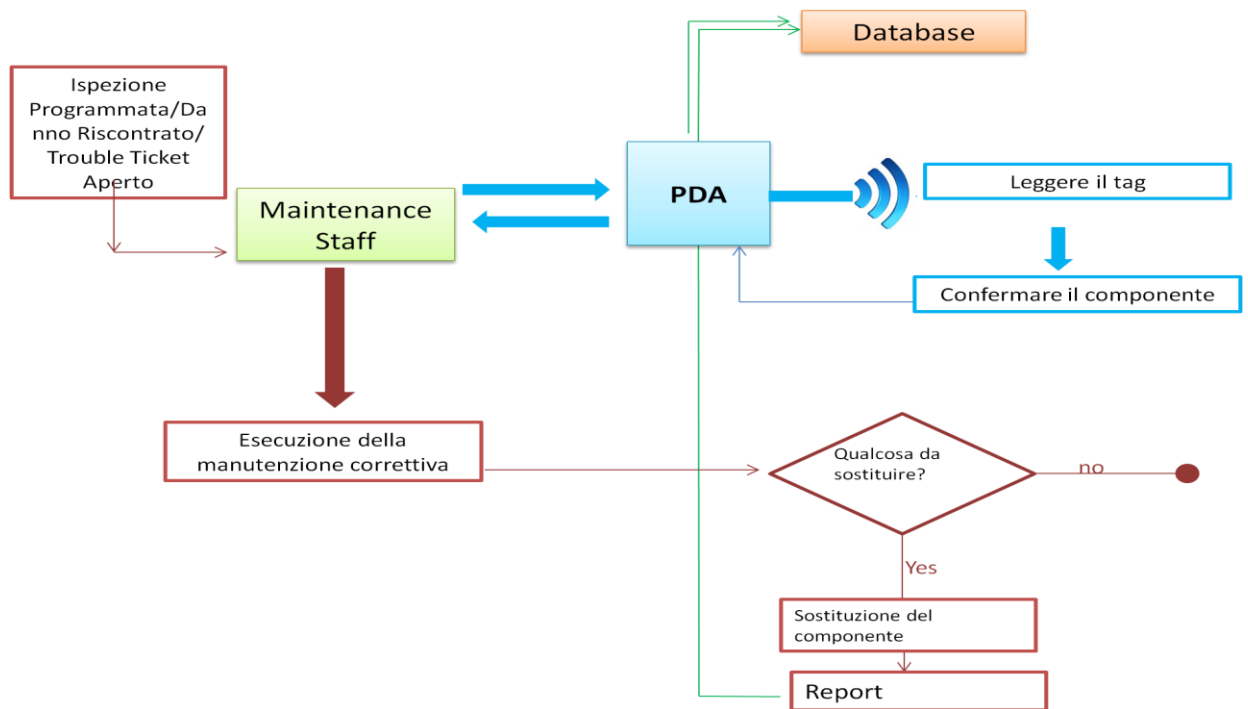 Database
Ispezione
Programmata/Da
nno Riscontrato/
Trouble Ticket
Aperto
PDA
Leggere il tag
Maintenance
Staff
Confermare il componente
Esecuzione della
manutenzione correttiva
Qualcosa da
sostituire?
no
Yes
Sostituzione del
componente
Report